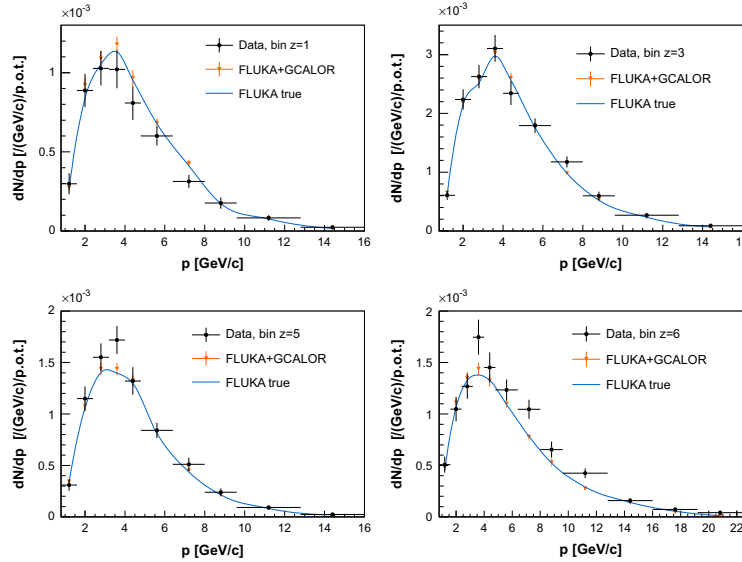 ×10⁻³
Data, bin z=1
FLUKA+GCALOR
FLUKA true
dN/dp [/(GeV/c)/p.o.t.]
1
0.5
0
2 4 6 8 10 12 14 16
p [GeV/c]
×10⁻³
Data, bin z=3
FLUKA+GCALOR
FLUKA true
dN/dp [/(GeV/c)/p.o.t.]
3
2
1
0
2 4 6 8 10 12 14 16
p [GeV/c]
×10⁻³
Data, bin z=5
FLUKA+GCALOR
FLUKA true
dN/dp [/(GeV/c)/p.o.t.]
2
1.5
1
0.5
0
2 4 6 8 10 12 14 16
p [GeV/c]
×10⁻³
Data, bin z=6
FLUKA+GCALOR
FLUKA true
dN/dp [/(GeV/c)/p.o.t.]
2
1.5
1
0.5
0
2 4 6 8 10 12 14 16 18 20 22
p [GeV/c]